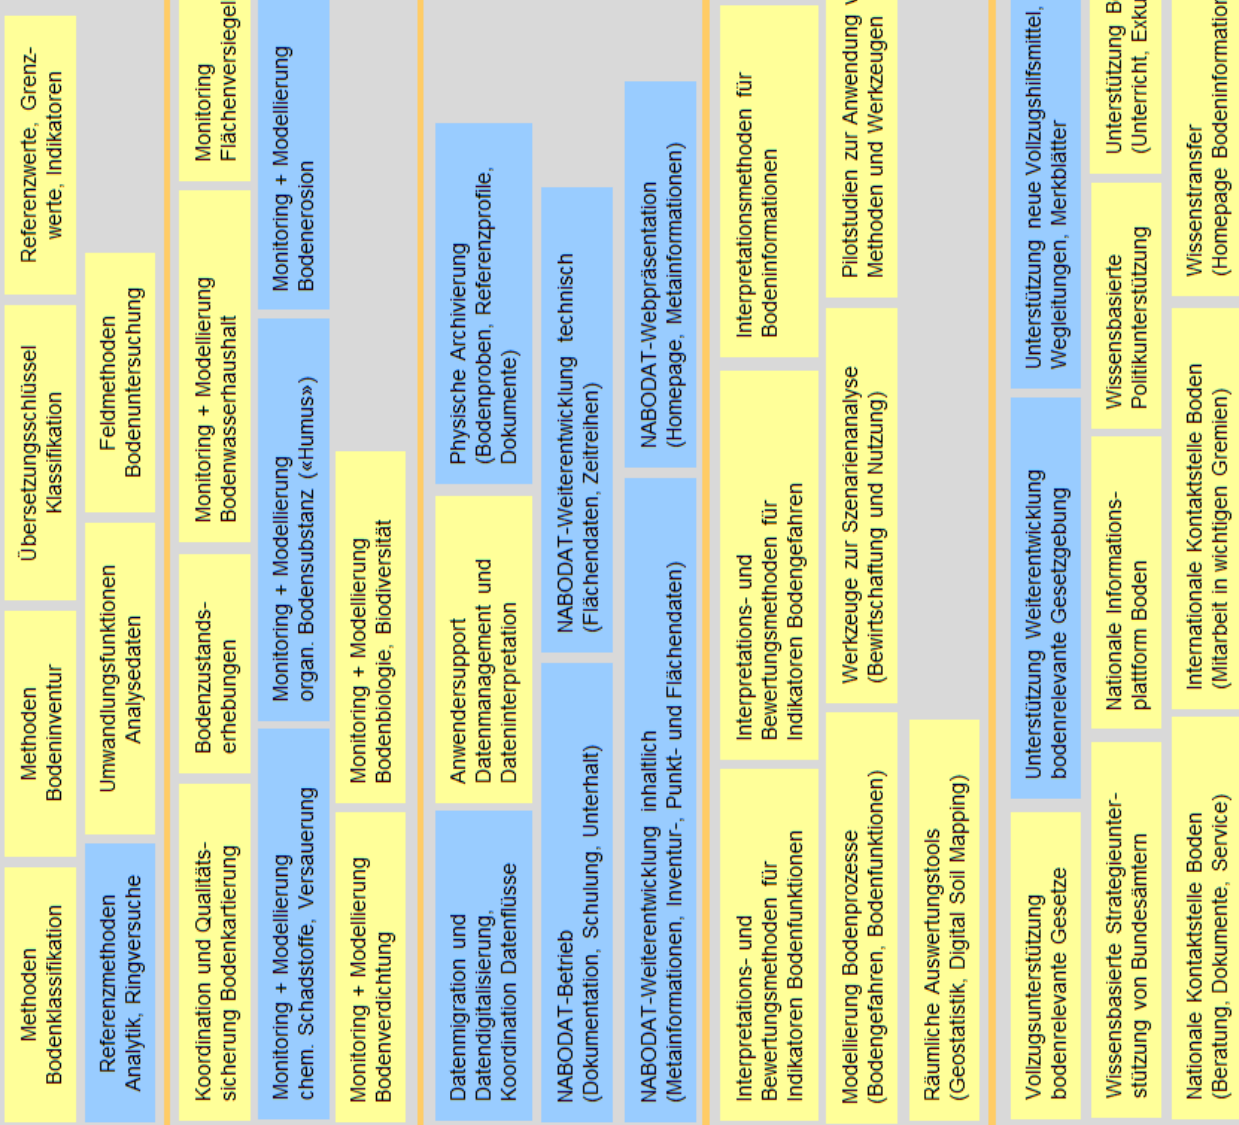 Methoden
Bodenklassifikation
Methoden
Bodeninventur
Übersetzungsschlüssel
Klassifikation
Referenzwerte, Grenz-
werte, Indikatoren
Referenzmethoden
Analytik, Ringversuche
Umwandlungsfunktionen
Analysedaten
Feldmethoden
Bodenuntersuchung
Koordination und Qualitäts-
sicherung Bodenkartierung
Bodenzustands-
erhebungen
Monitoring + Modellierung
Bodenwasserhaushalt
Monitoring
Flächenversiegel
Monitoring + Modellierung
chem. Schadstoffe, Versauerung
Monitoring + Modellierung
organ. Bodensubstanz («Humus»)
Monitoring + Modellierung
Bodenerosion
Monitoring + Modellierung
Bodenverdichtung
Monitoring + Modellierung
Bodenbiologie, Biodiversität
Datenmigration und
Datendigitalisierung,
Koordination Datenflüsse
Anwendersupport
Datenmanagement und
Dateninterpretation
Physische Archivierung
(Bodenproben, Referenzprofile,
Dokumente)
NABODAT-Betrieb
(Dokumentation, Schulung, Unterhalt)
NABODAT-Weiterentwicklung technisch
(Flächendaten, Zeitreihen)
NABODAT-Weiterentwicklung inhaltlich
(Metainformationen, Inventur-, Punkt- und Flächendaten)
NABODAT-Webpräsentation
(Homepage, Metainformationen)
Interpretations- und
Bewertungsmethoden für
Indikatoren Bodenfunktionen
Interpretations- und
Bewertungsmethoden für
Indikatoren Bodengefahren
Interpretationsmethoden für
Bodeninformationen
Modellierung Bodenprozesse
(Bodengefahren, Bodenfunktionen)
Werkzeuge zur Szenarienanalyse
(Bewirtschaftung und Nutzung)
Pilotstudien zur Anwendung
Methoden und Werkzeugen
Räumliche Auswertungstools
(Geostatistik, Digital Soil Mapping)
Vollzugsunterstützung
bodenrelevante Gesetze
Unterstützung Weiterentwicklung
bodenrelevante Gesetzgebung
Unterstützung neue Vollzugshilfsmittel,
Wegleitungen, Merkblätter
Wissensbasierte Strategieunter-
stützung von Bundesämtern
Nationale Informations-
plattform Boden
Wissensbasierte
Politikunterstützung
Unterstützung B
(Unterricht, Exku
Nationale Kontaktstelle Boden
(Beratung, Dokumente, Service)
Internationale Kontaktstelle Boden
(Mitarbeit in wichtigen Gremien)
Wissenstransfer
(Homepage Bodeninformation